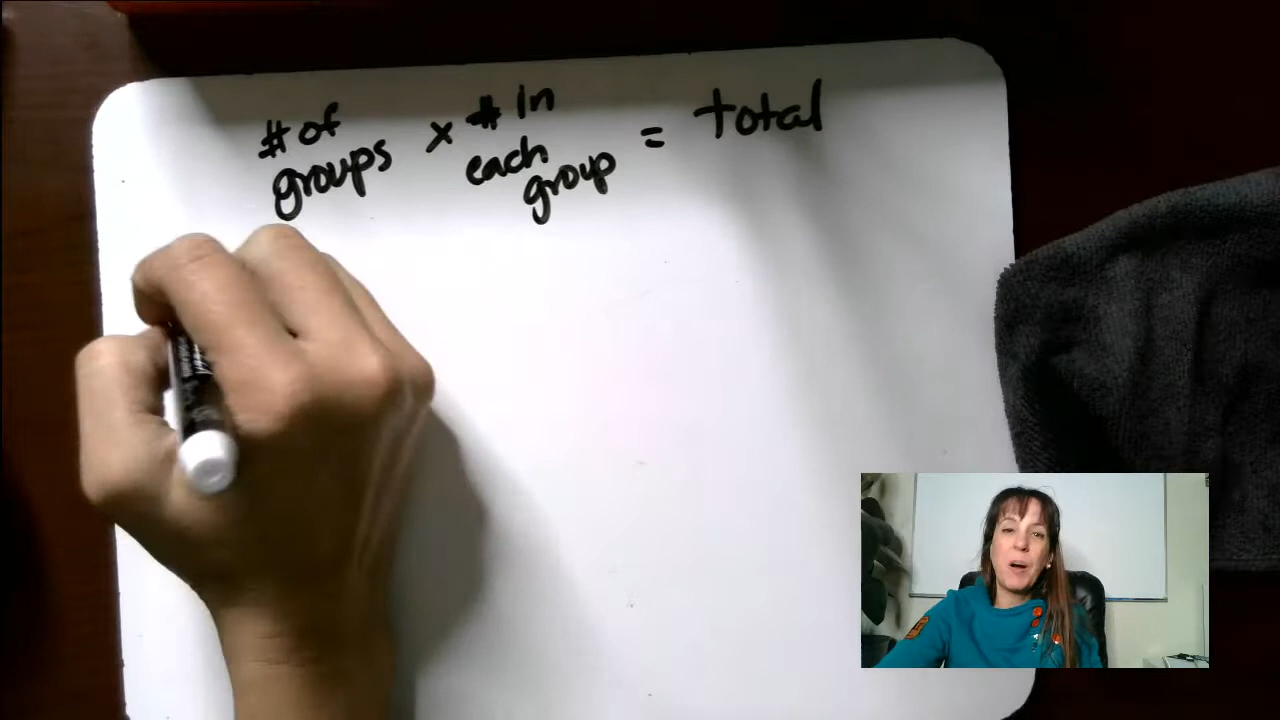 # of groups x # in each group = total